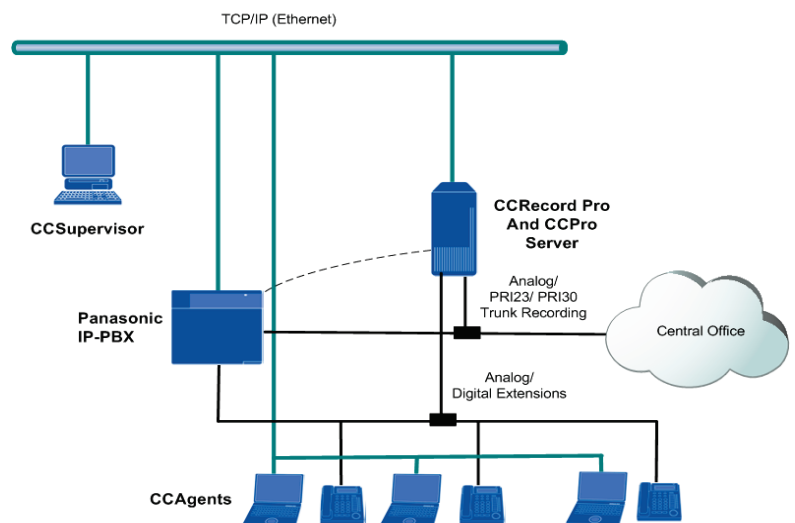 TCP/IP (Ethernet)
CCSupervisor
CCRecord Pro
And CCPro
Server
Analog/
PRI23/ PRI30
Trunk Recording
Panasonic
IP-PBX
Central Office
Analog/
Digital Extensions
CCAgents